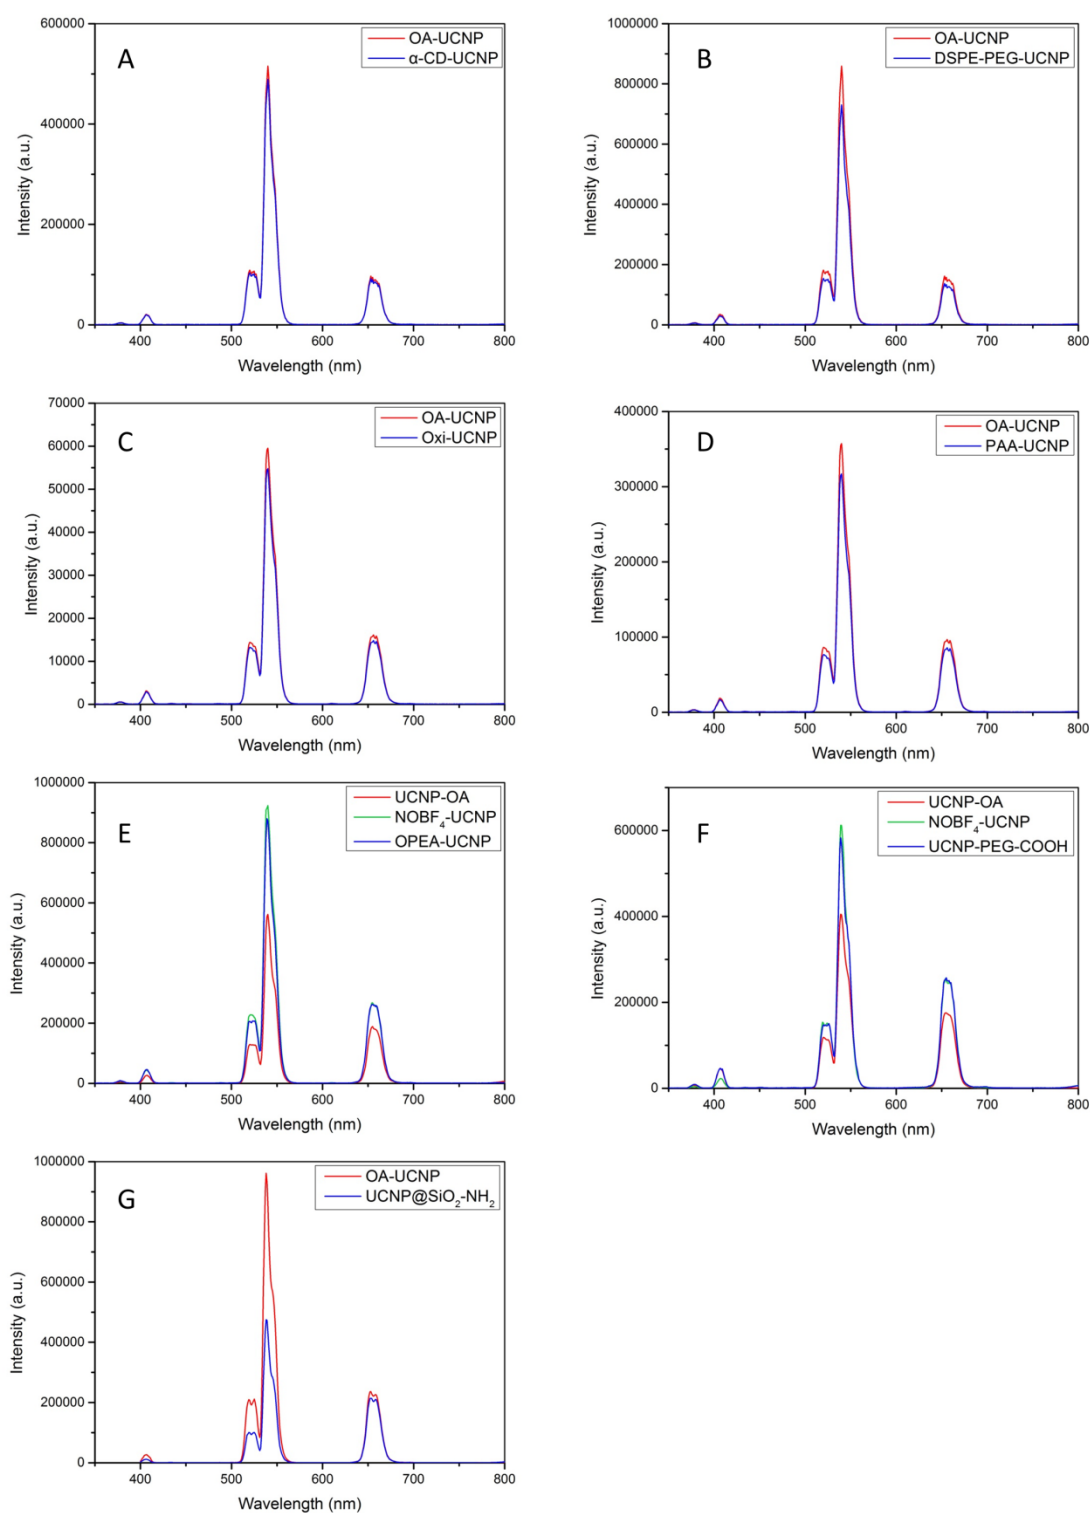 A
OA-UCNP
α-CD-UCNP
600000
400000
200000
0
Intensity (a.u.)
400 500 600 700 800
Wavelength (nm)
B
OA-UCNP
DSPE-PEG-UCNP
1000000
800000
600000
400000
200000
0
Intensity (a.u.)
400 500 600 700 800
Wavelength (nm)
C
OA-UCNP
Oxi-UCNP
70000
60000
50000
40000
30000
20000
10000
0
Intensity (a.u.)
400 500 600 700 800
Wavelength (nm)
D
OA-UCNP
PAA-UCNP
400000
300000
200000
100000
0
Intensity (a.u.)
400 500 600 700 800
Wavelength (nm)
E
UCNP-OA
NOBF₄-UCNP
OPEA-UCNP
1000000
800000
600000
400000
200000
0
Intensity (a.u.)
400 500 600 700 800
Wavelength (nm)
F
UCNP-OA
NOBF₄-UCNP
UCNP-PEG-COOH
600000
400000
200000
0
Intensity (a.u.)
400 500 600 700 800
Wavelength (nm)
G
OA-UCNP
UCNP@SiO₂-NH₂
1000000
800000
600000
400000
200000
0
Intensity (a.u.)
400 500 600 700 800
Wavelength (nm)